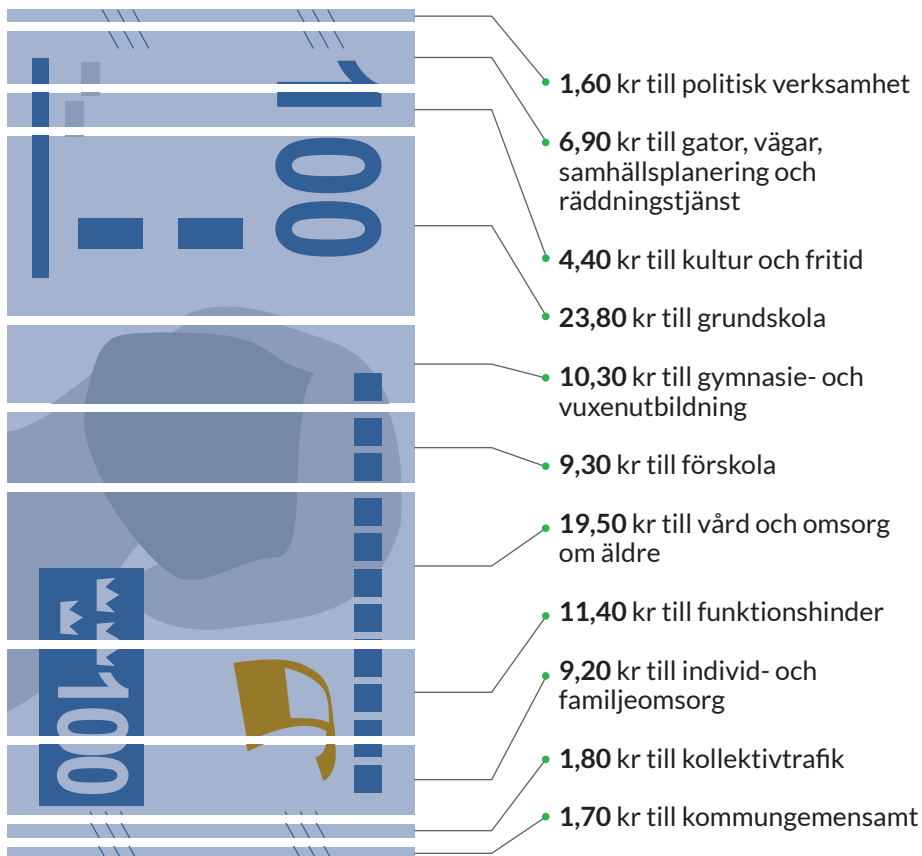 100
1,60 kr till politisk verksamhet
6,90 kr till gator, vägar,
samhällsplanering och
räddningstjänst
4,40 kr till kultur och fritid
23,80 kr till grundskola
10,30 kr till gymnasie- och
vuxenutbildning
9,30 kr till förskola
19,50 kr till vård och omsorg
om äldre
11,40 kr till funktionshinder
9,20 kr till individ- och
familjeomsorg
1,80 kr till kollektivtrafik
1,70 kr till kommungemensamt
100